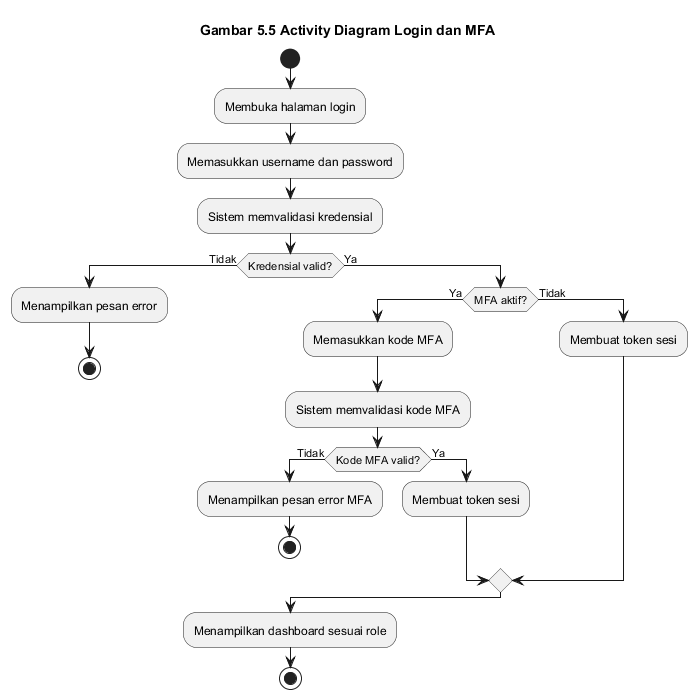 Gambar 5.5 Activity Diagram Login dan MFA
Membuka halaman login
Memasukkan username dan password
Sistem memvalidasi kredensial
Tidak
Kredensial valid?
Ya
Menampilkan pesan error
Ya
MFA aktif?
Tidak
Memasukkan kode MFA
Membuat token sesi
Sistem memvalidasi kode MFA
Tidak
Kode MFA valid?
Ya
Menampilkan pesan error MFA
Membuat token sesi
Menampilkan dashboard sesuai role